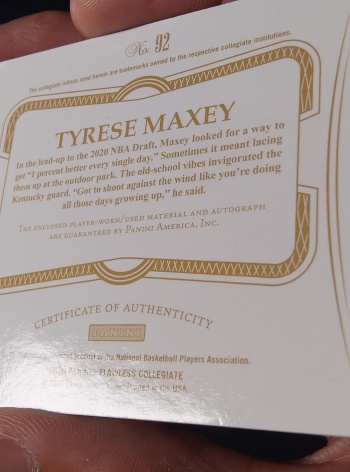 No. 92
The collegiate indicia used herein are trademarks owned by the respective collegiate institutions.
TYRESE MAXEY
In the lead-up to the 2020 NBA Draft, Maxey looked for a way to
get "1 percent better every single day." Sometimes it meant lacing
them up at the outdoor park. The old-school vibes invigorated the
Kentucky guard. "Got to shoot against the wind like you're doing
all those days growing up," he said.
The enclosed player-worn/used material and autograph
are guaranteed by Panini America, Inc.
CERTIFICATE OF AUTHENTICITY
PANINI
product of the National Basketball Players Association.
FLAWLESS COLLEGIATE
Printed in the USA.